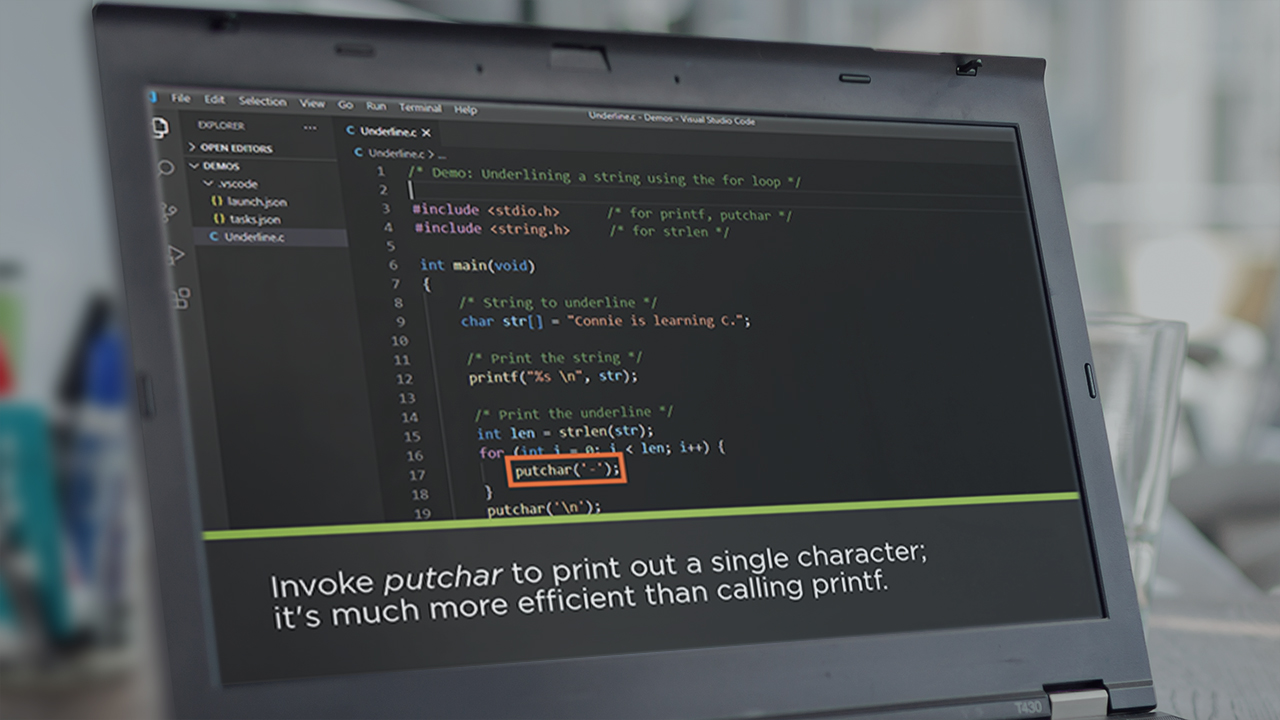 File Edit Selection View Go Run Terminal Help
Underline.c - Demos - Visual Studio Code
EXPLORER ...
OPEN EDITORS
DEMOS
.vscode
{} launch.json
{} tasks.json
C Underline.c
C Underline.c ✕
C Underline.c > ...
1 /* Demo: Underlining a string using the for loop */
2
3 #include <stdio.h> /* for printf, putchar */
4 #include <string.h> /* for strlen */
5
6 int main(void)
7 {
8 /* String to underline */
9 char str[] = "Connie is learning C.";
10
11 /* Print the string */
12 printf("%s \n", str);
13
14 /* Print the underline */
15 int len = strlen(str);
16 for (int i = 0; i < len; i++) {
17 putchar('-');
18 }
19 putchar('\n');
Invoke putchar to print out a single character;
it's much more efficient than calling printf.
T430